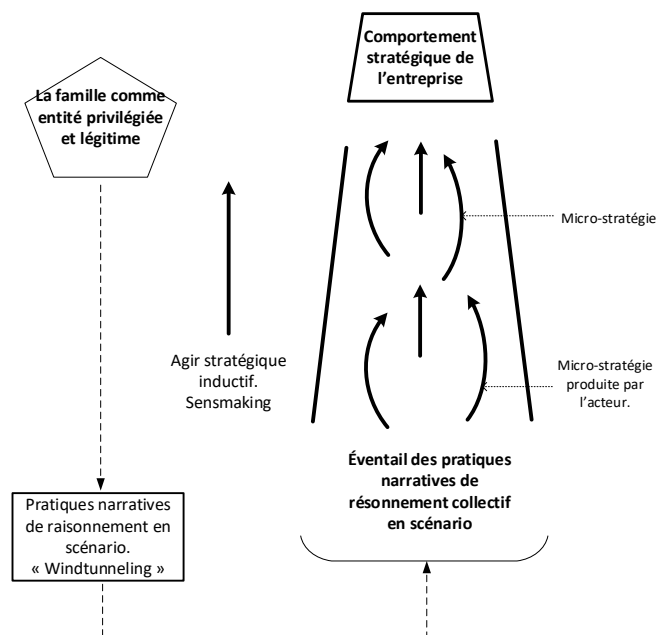 Comportement
stratégique de
l'entreprise
La famille comme
entité privilégiée
et légitime
Micro-stratégie
Agir stratégique
inductif.
Sensmaking
Micro-stratégie
produite par
l'acteur.
Éventail des pratiques
narratives de
résonnement collectif
en scénario
Pratiques narratives
de raisonnement en
scénario.
« Windtunneling »